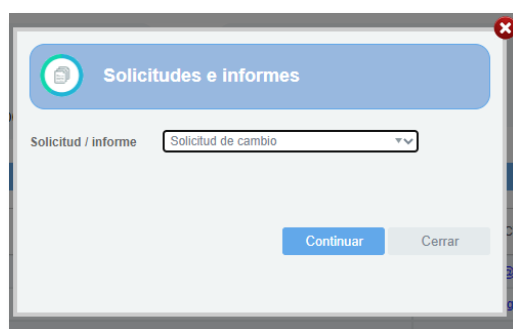 Solicitudes e informes
Solicitud / informe
Solicitud de cambio
Continuar
Cerrar